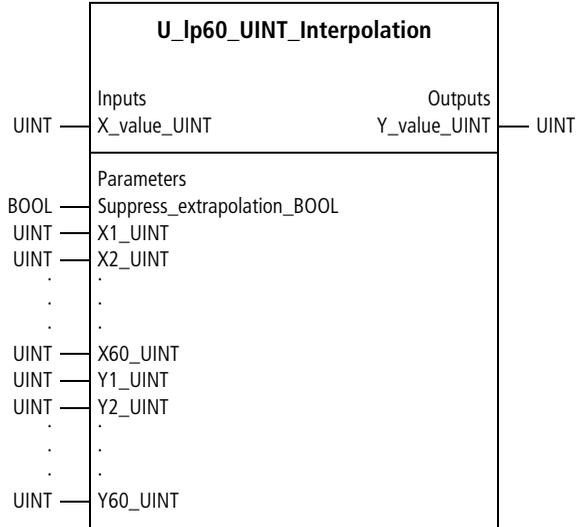 U_lp60_UINT_Interpolation
Inputs Outputs
UINT X_value_UINT Y_value_UINT UINT
Parameters
BOOL Suppress_extrapolation_BOOL
UINT X1_UINT
UINT X2_UINT
. .
. .
. .
UINT X60_UINT
UINT Y1_UINT
UINT Y2_UINT
. .
. .
. .
UINT Y60_UINT